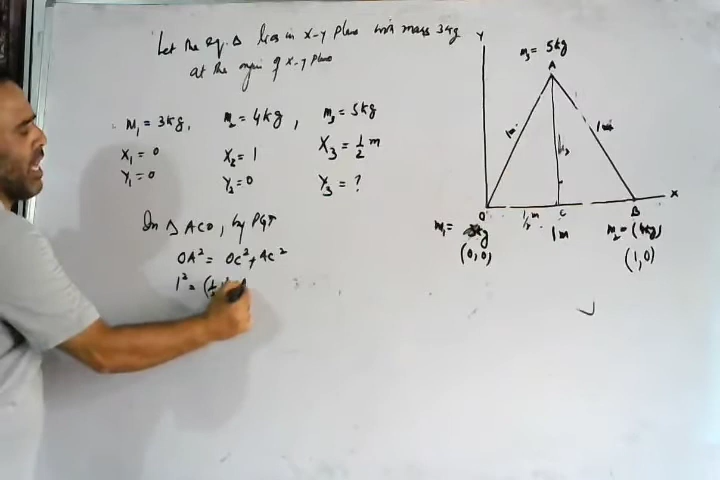 Let the eq. Δ lies in x-y plane with mass 3kg
at the origin of x-y plane
m₁ = 3kg, m₂ = 4kg, m₃ = 5kg
X₁ = 0 X₂ = 1 X₃ = 1/2 m
Y₁ = 0 Y₂ = 0 Y₃ = ?
In Δ ACO, by PGT
OA² = OC² + AC²
1² = (1/2)²
Y
m₃ = 5kg
A
1m 1m
X
O 1/2 m C B
m₁ = 3kg 1m m₂ = (4kg)
(0,0) (1,0)